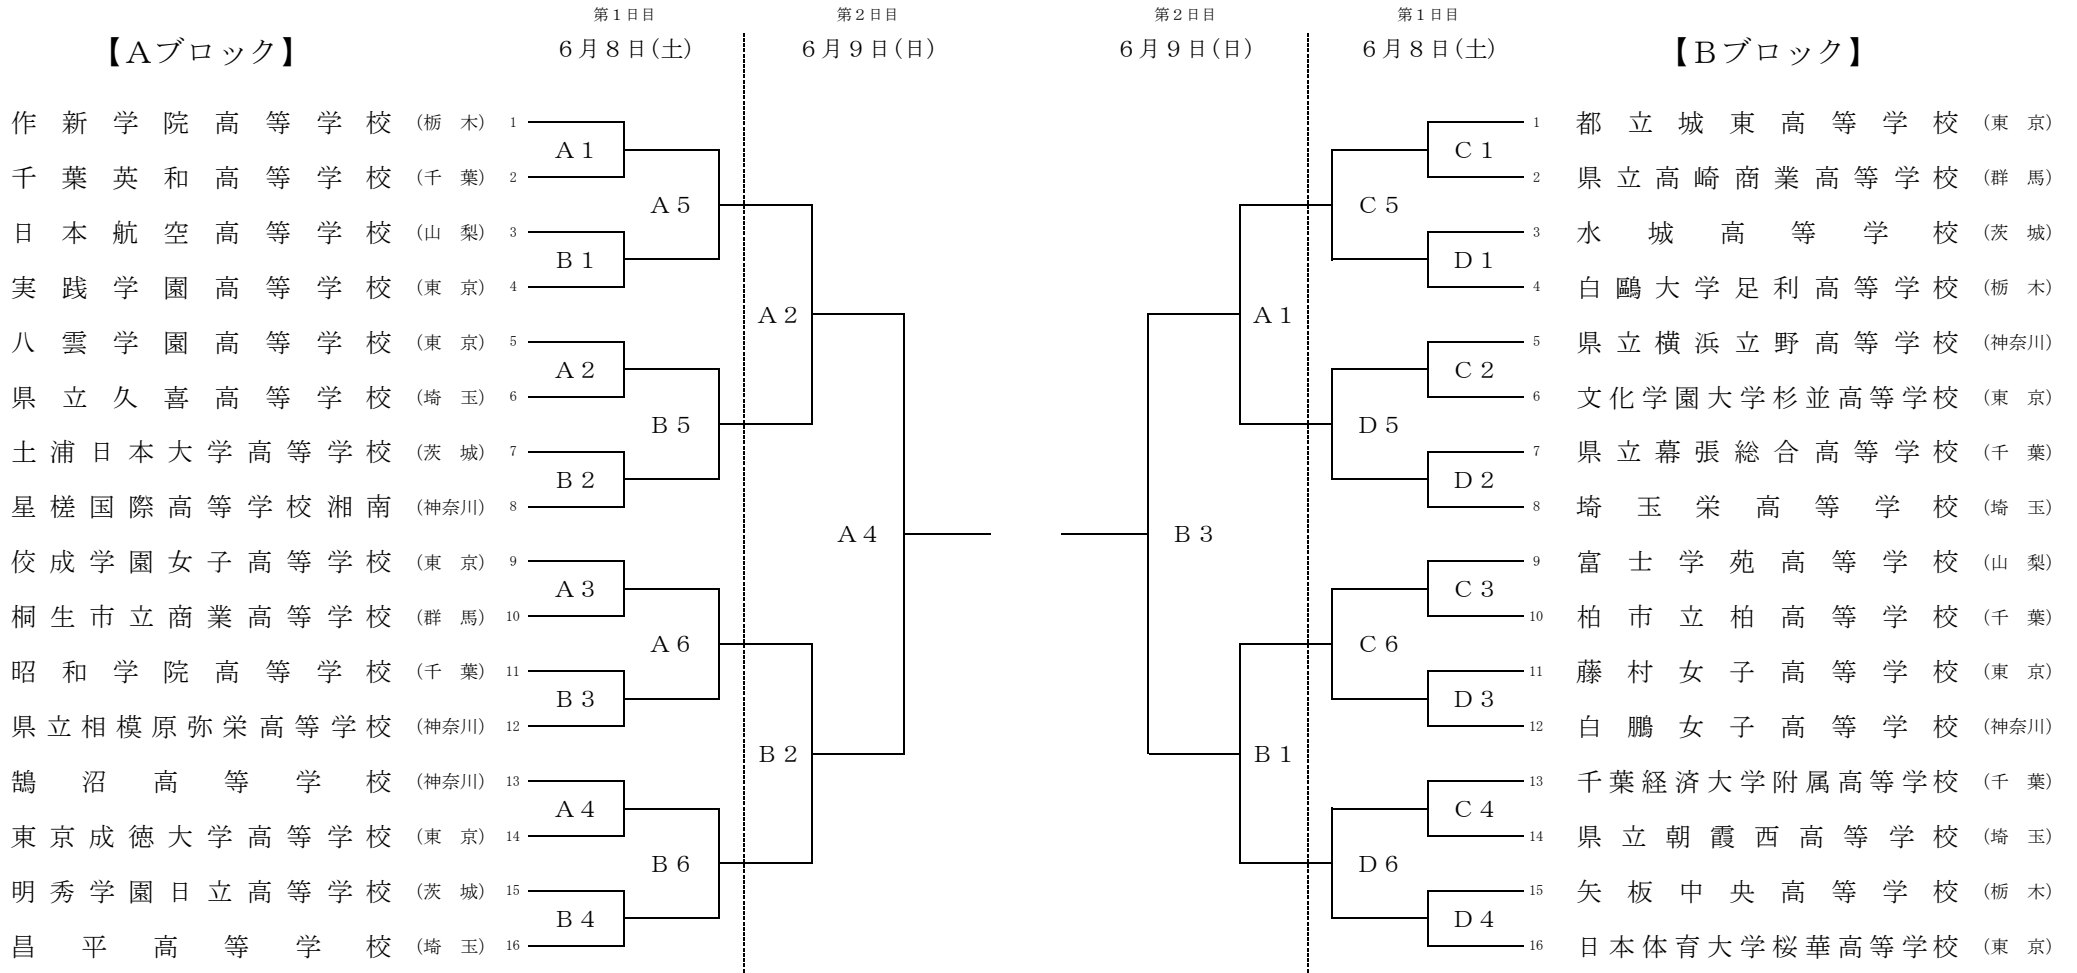 第1日目 第2日目 第2日目 第1日目
【Aブロック】 6月8日(土) 6月9日(日) 6月9日(日) 6月8日(土) 【Bブロック】
作新学院高等学校 (栃木) 1 1 都立城東高等学校 (東京)
A1 C1
千葉英和高等学校 (千葉) 2 2 県立高崎商業高等学校 (群馬)
A5 C5
日本航空高等学校 (山梨) 3 3 水城高等学校 (茨城)
B1 D1
実践学園高等学校 (東京) 4 4 白鷗大学足利高等学校 (栃木)
A2 A1
八雲学園高等学校 (東京) 5 5 県立横浜立野高等学校 (神奈川)
A2 C2
県立久喜高等学校 (埼玉) 6 6 文化学園大学杉並高等学校 (東京)
B5 D5
土浦日本大学高等学校 (茨城) 7 7 県立幕張総合高等学校 (千葉)
B2 D2
星槎国際高等学校湘南 (神奈川) 8 8 埼玉栄高等学校 (埼玉)
A4 B3
佼成学園女子高等学校 (東京) 9 9 富士学苑高等学校 (山梨)
A3 C3
桐生市立商業高等学校 (群馬) 10 10 柏市立柏高等学校 (千葉)
A6 C6
昭和学院高等学校 (千葉) 11 11 藤村女子高等学校 (東京)
B3 D3
県立相模原弥栄高等学校 (神奈川) 12 12 白鵬女子高等学校 (神奈川)
B2 B1
鵠沼高等学校 (神奈川) 13 13 千葉経済大学附属高等学校 (千葉)
A4 C4
東京成徳大学高等学校 (東京) 14 14 県立朝霞西高等学校 (埼玉)
B6 D6
明秀学園日立高等学校 (茨城) 15 15 矢板中央高等学校 (栃木)
B4 D4
昌平高等学校 (埼玉) 16 16 日本体育大学桜華高等学校 (東京)